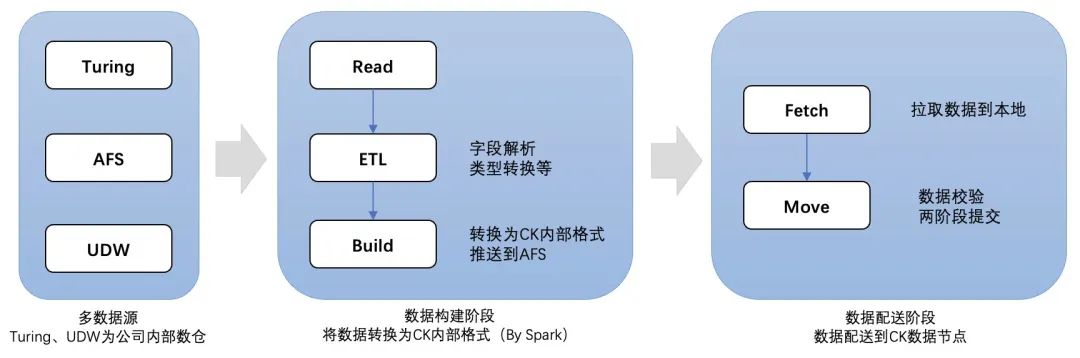 Turing
AFS
UDW
多数据源
Turing、UDW为公司内部数仓
Read
ETL
字段解析
类型转换等
Build
转换为CK内部格式
推送到AFS
数据构建阶段
将数据转换为CK内部格式（By Spark）
Fetch
拉取数据到本地
Move
数据校验
两阶段提交
数据配送阶段
数据配送到CK数据节点